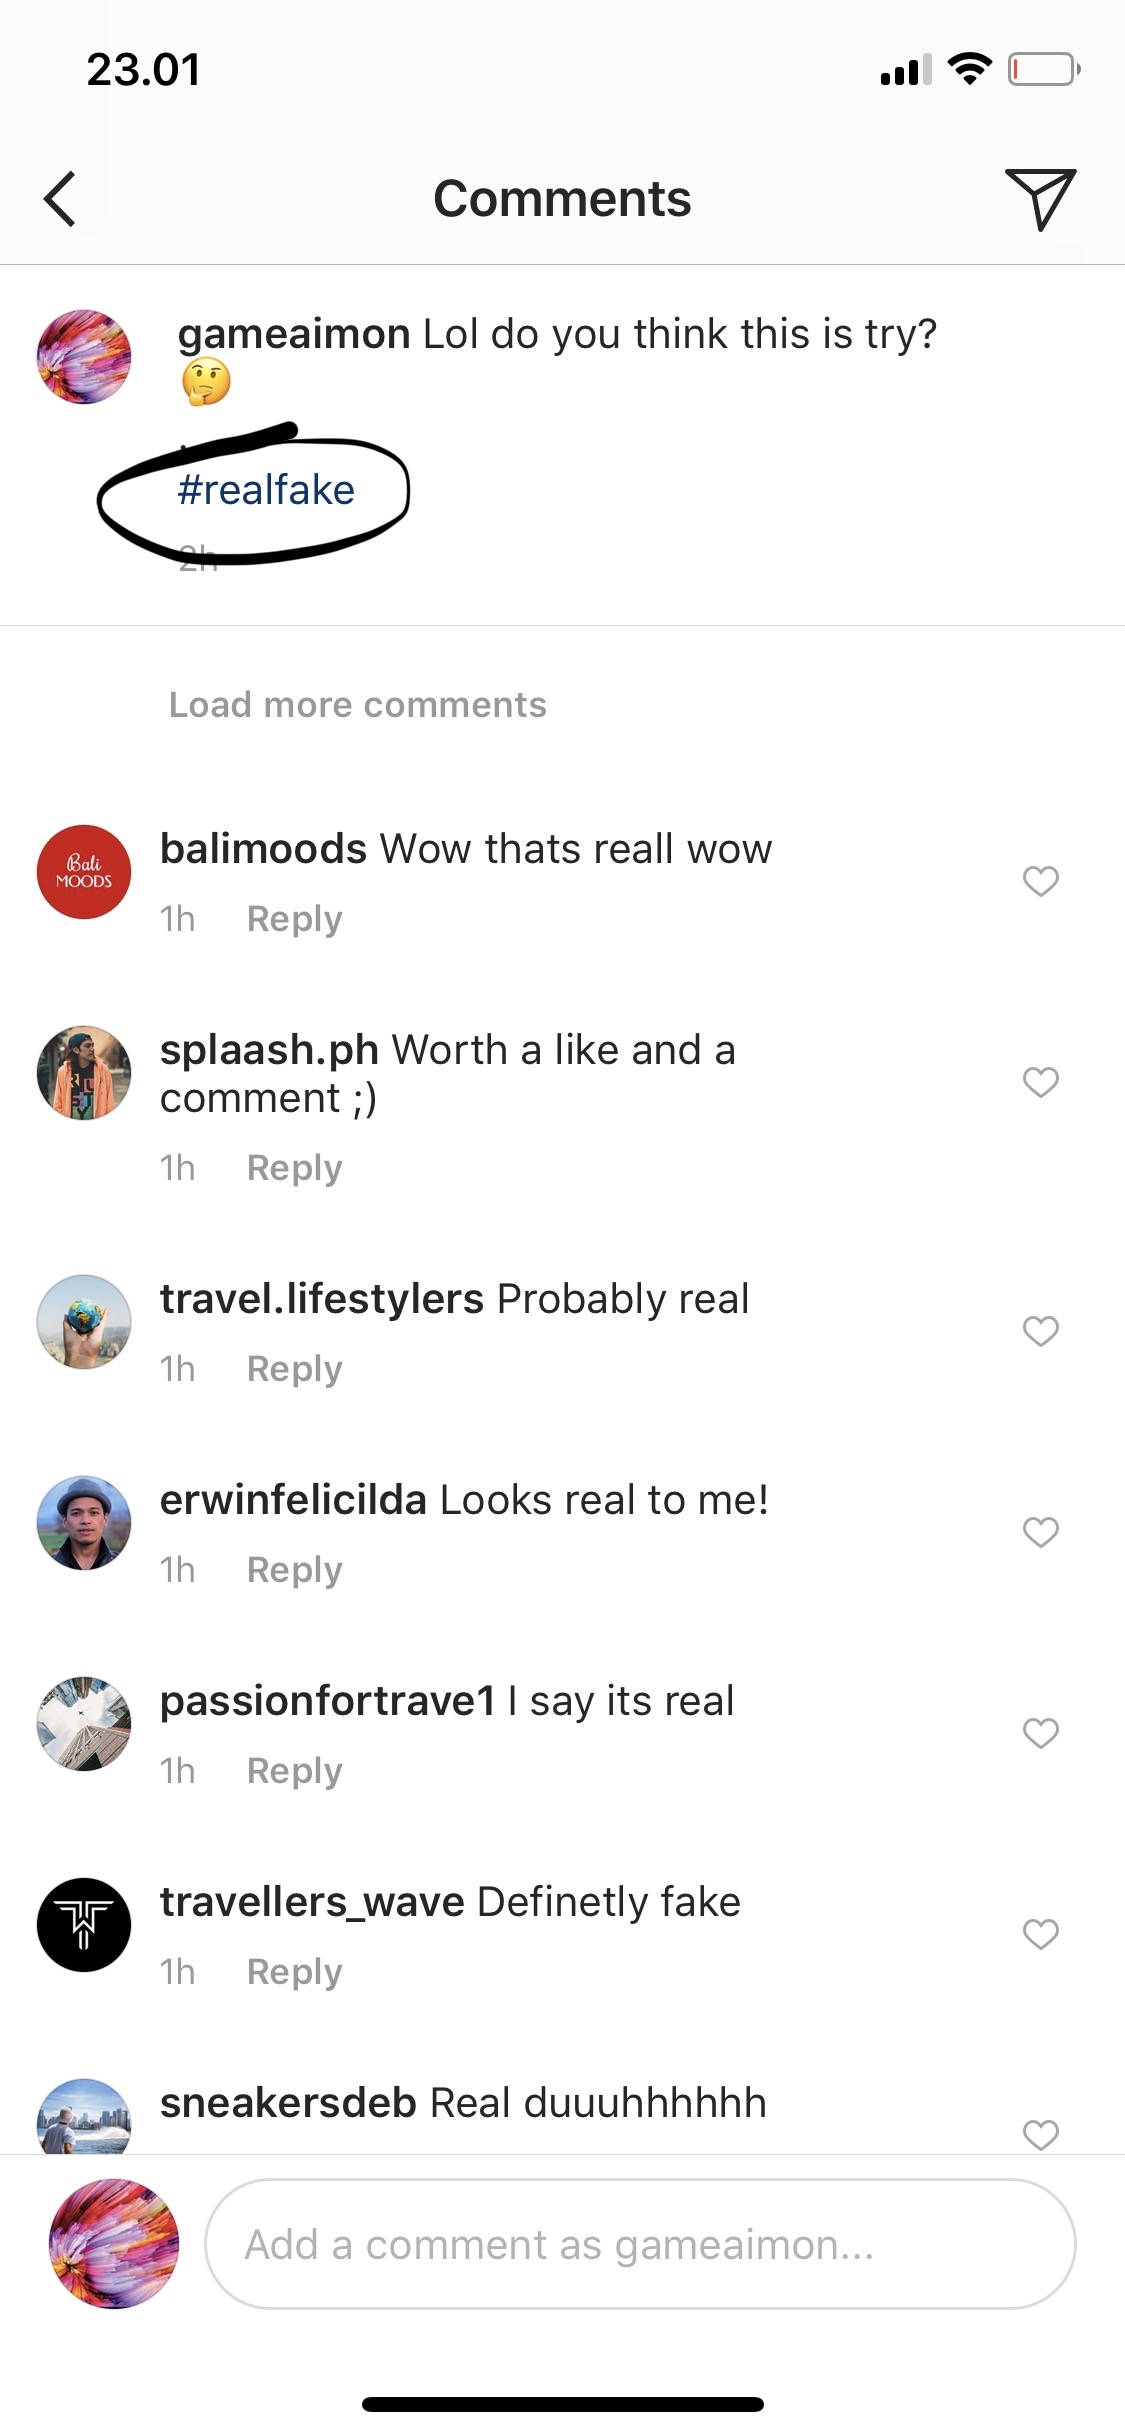 23.01
Comments
gameaimon Lol do you think this is try?
🤔
.
#realfake
2h
Load more comments
Bali
MOODS
balimoods Wow thats reall wow
1h Reply
splaash.ph Worth a like and a
comment ;)
1h Reply
travel.lifestylers Probably real
1h Reply
erwinfelicilda Looks real to me!
1h Reply
passionfortrave1 I say its real
1h Reply
travellers_wave Definetly fake
1h Reply
sneakersdeb Real duuuhhhhhh
Add a comment as gameaimon...